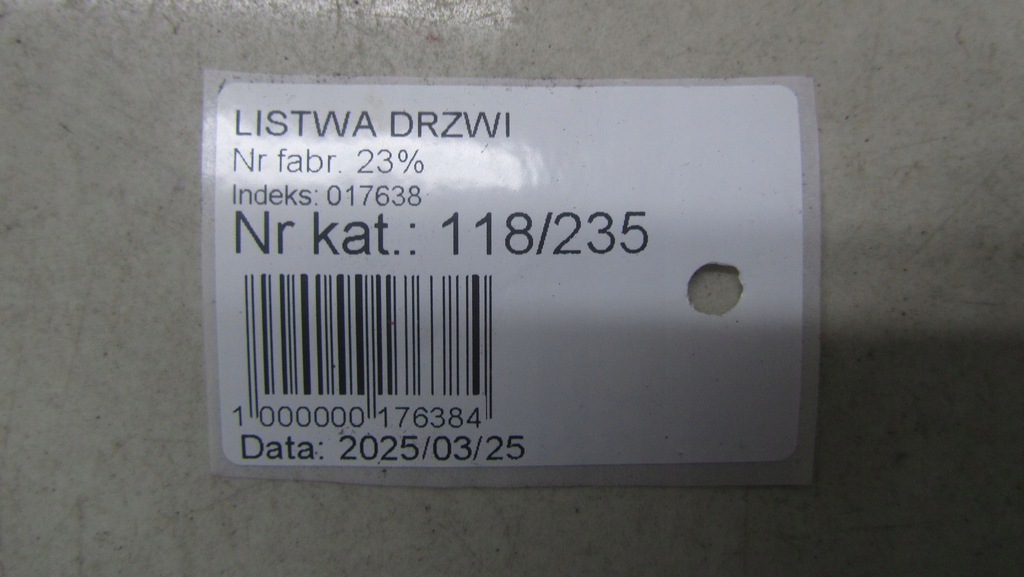 LISTWA DRZWI
Nr fabr. 23%
Indeks: 017638
Nr kat.: 118/235
1 000000 176384
Data: 2025/03/25